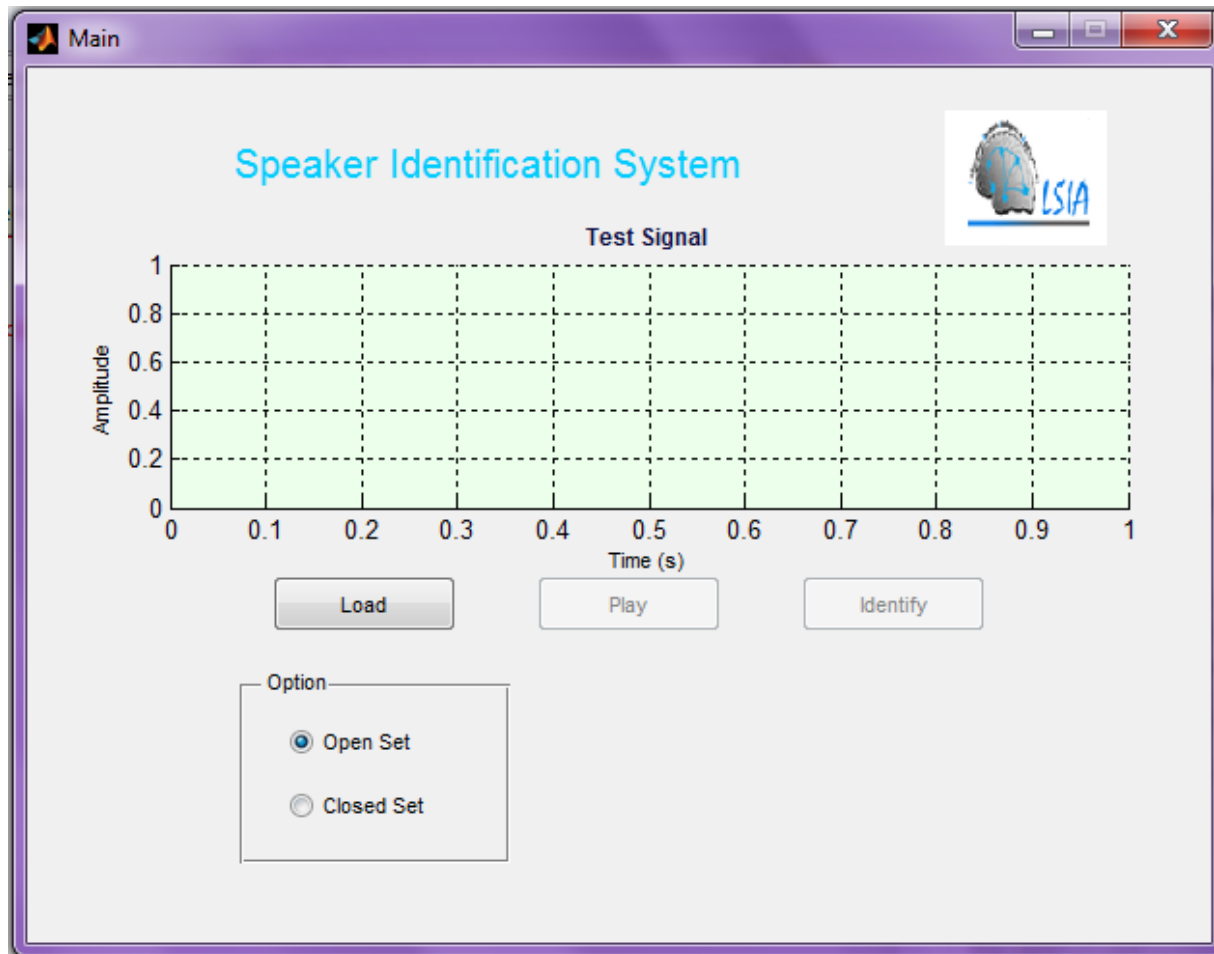 Main
Speaker Identification System
LSIA
Test Signal
1
0.8
0.6
0.4
0.2
0
Amplitude
0 0.1 0.2 0.3 0.4 0.5 0.6 0.7 0.8 0.9 1
Time (s)
Load Play Identify
Option
Open Set
Closed Set